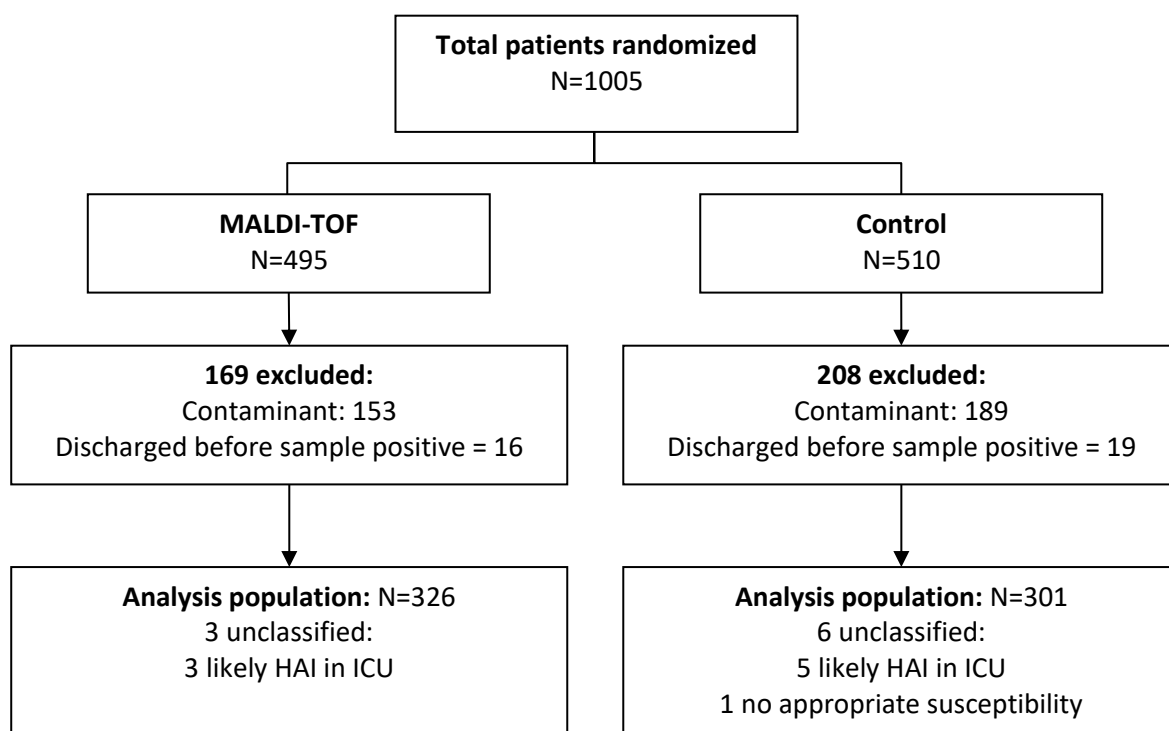 Total patients randomized
N=1005
MALDI-TOF
N=495
Control
N=510
169 excluded:
Contaminant: 153
Discharged before sample positive = 16
208 excluded:
Contaminant: 189
Discharged before sample positive = 19
Analysis population: N=326
3 unclassified:
3 likely HAI in ICU
Analysis population: N=301
6 unclassified:
5 likely HAI in ICU
1 no appropriate susceptibility